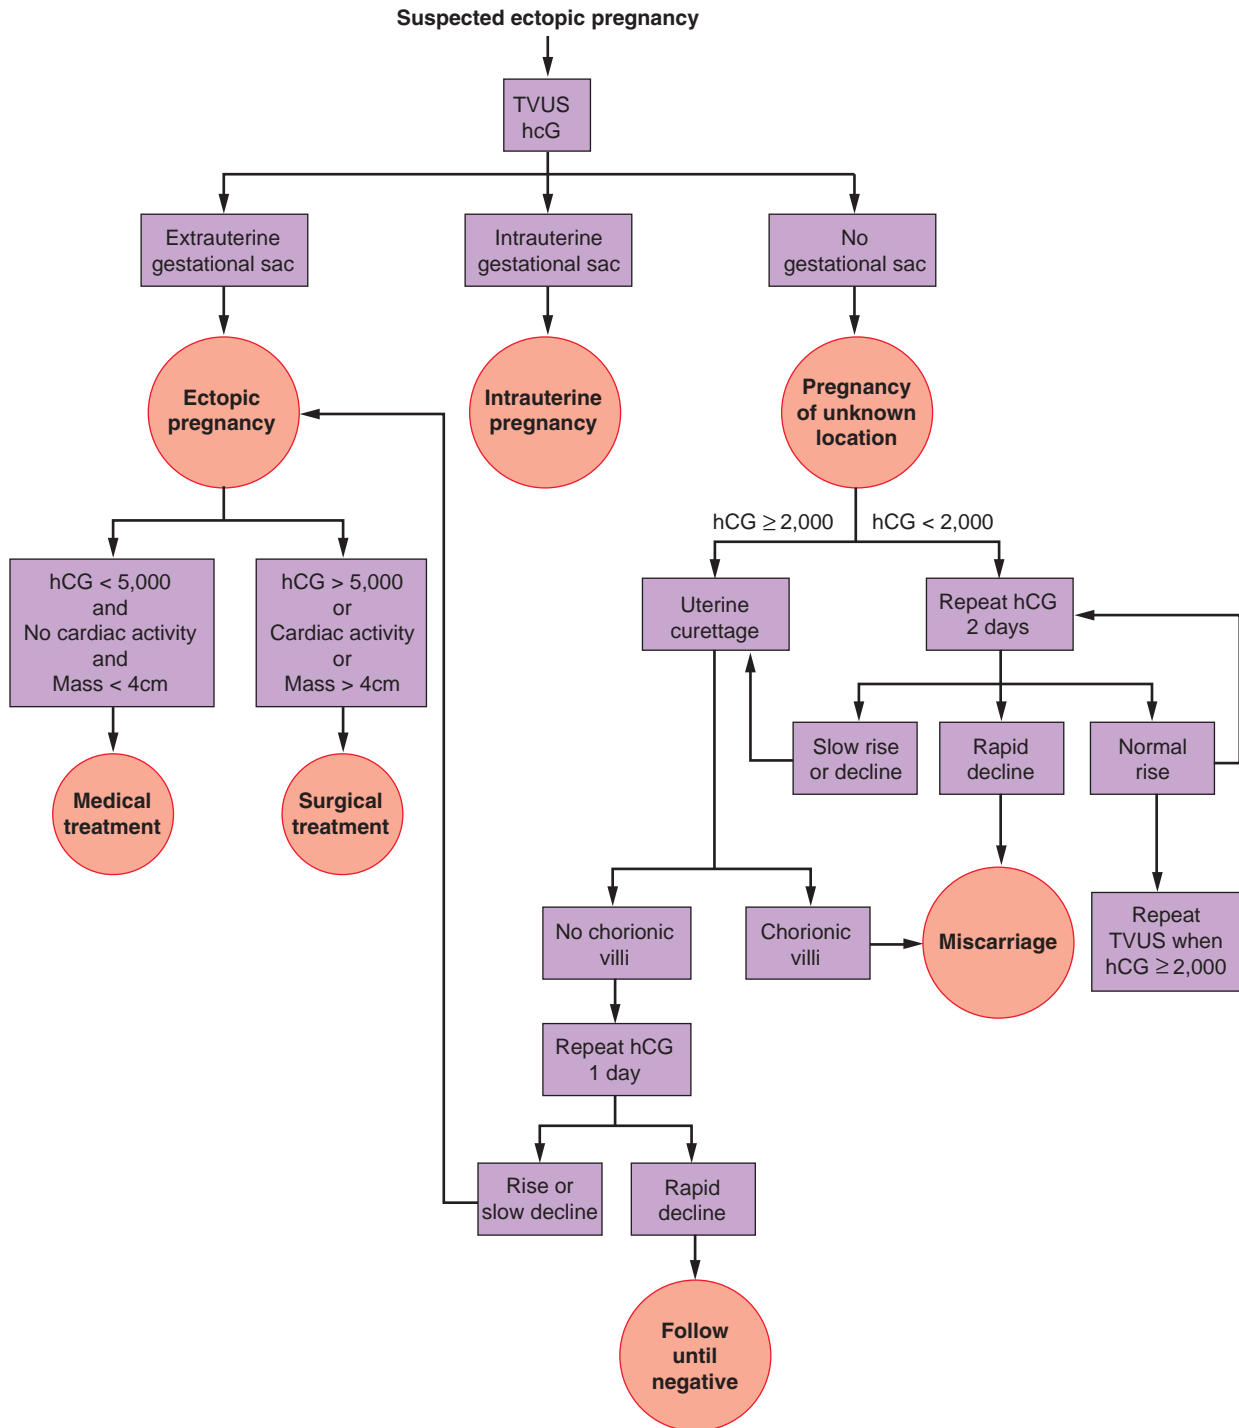 Suspected ectopic pregnancy
TVUS
hcG
Extrauterine
gestational sac
Intrauterine
gestational sac
No
gestational sac
Ectopic
pregnancy
Intrauterine
pregnancy
Pregnancy
of unknown
location
hCG ≥ 2,000
hCG < 2,000
hCG < 5,000
and
No cardiac activity
and
Mass < 4cm
hCG > 5,000
or
Cardiac activity
or
Mass > 4cm
Uterine
curettage
Repeat hCG
2 days
Slow rise
or decline
Rapid
decline
Normal
rise
Medical
treatment
Surgical
treatment
No chorionic
villi
Chorionic
villi
Miscarriage
Repeat
TVUS when
hCG ≥ 2,000
Repeat hCG
1 day
Rise or
slow decline
Rapid
decline
Follow
until
negative